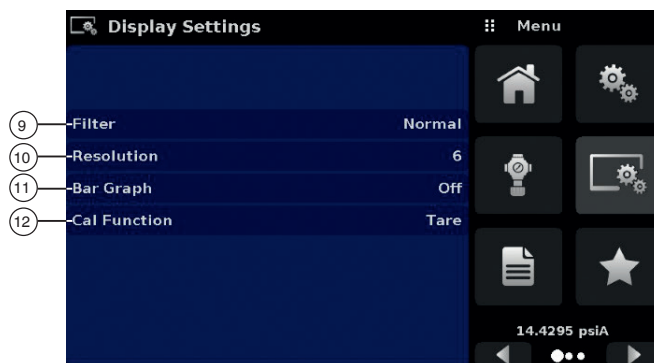 Display Settings
Menu
9 Filter Normal
10 Resolution 6
11 Bar Graph Off
12 Cal Function Tare
14.4295 psiA